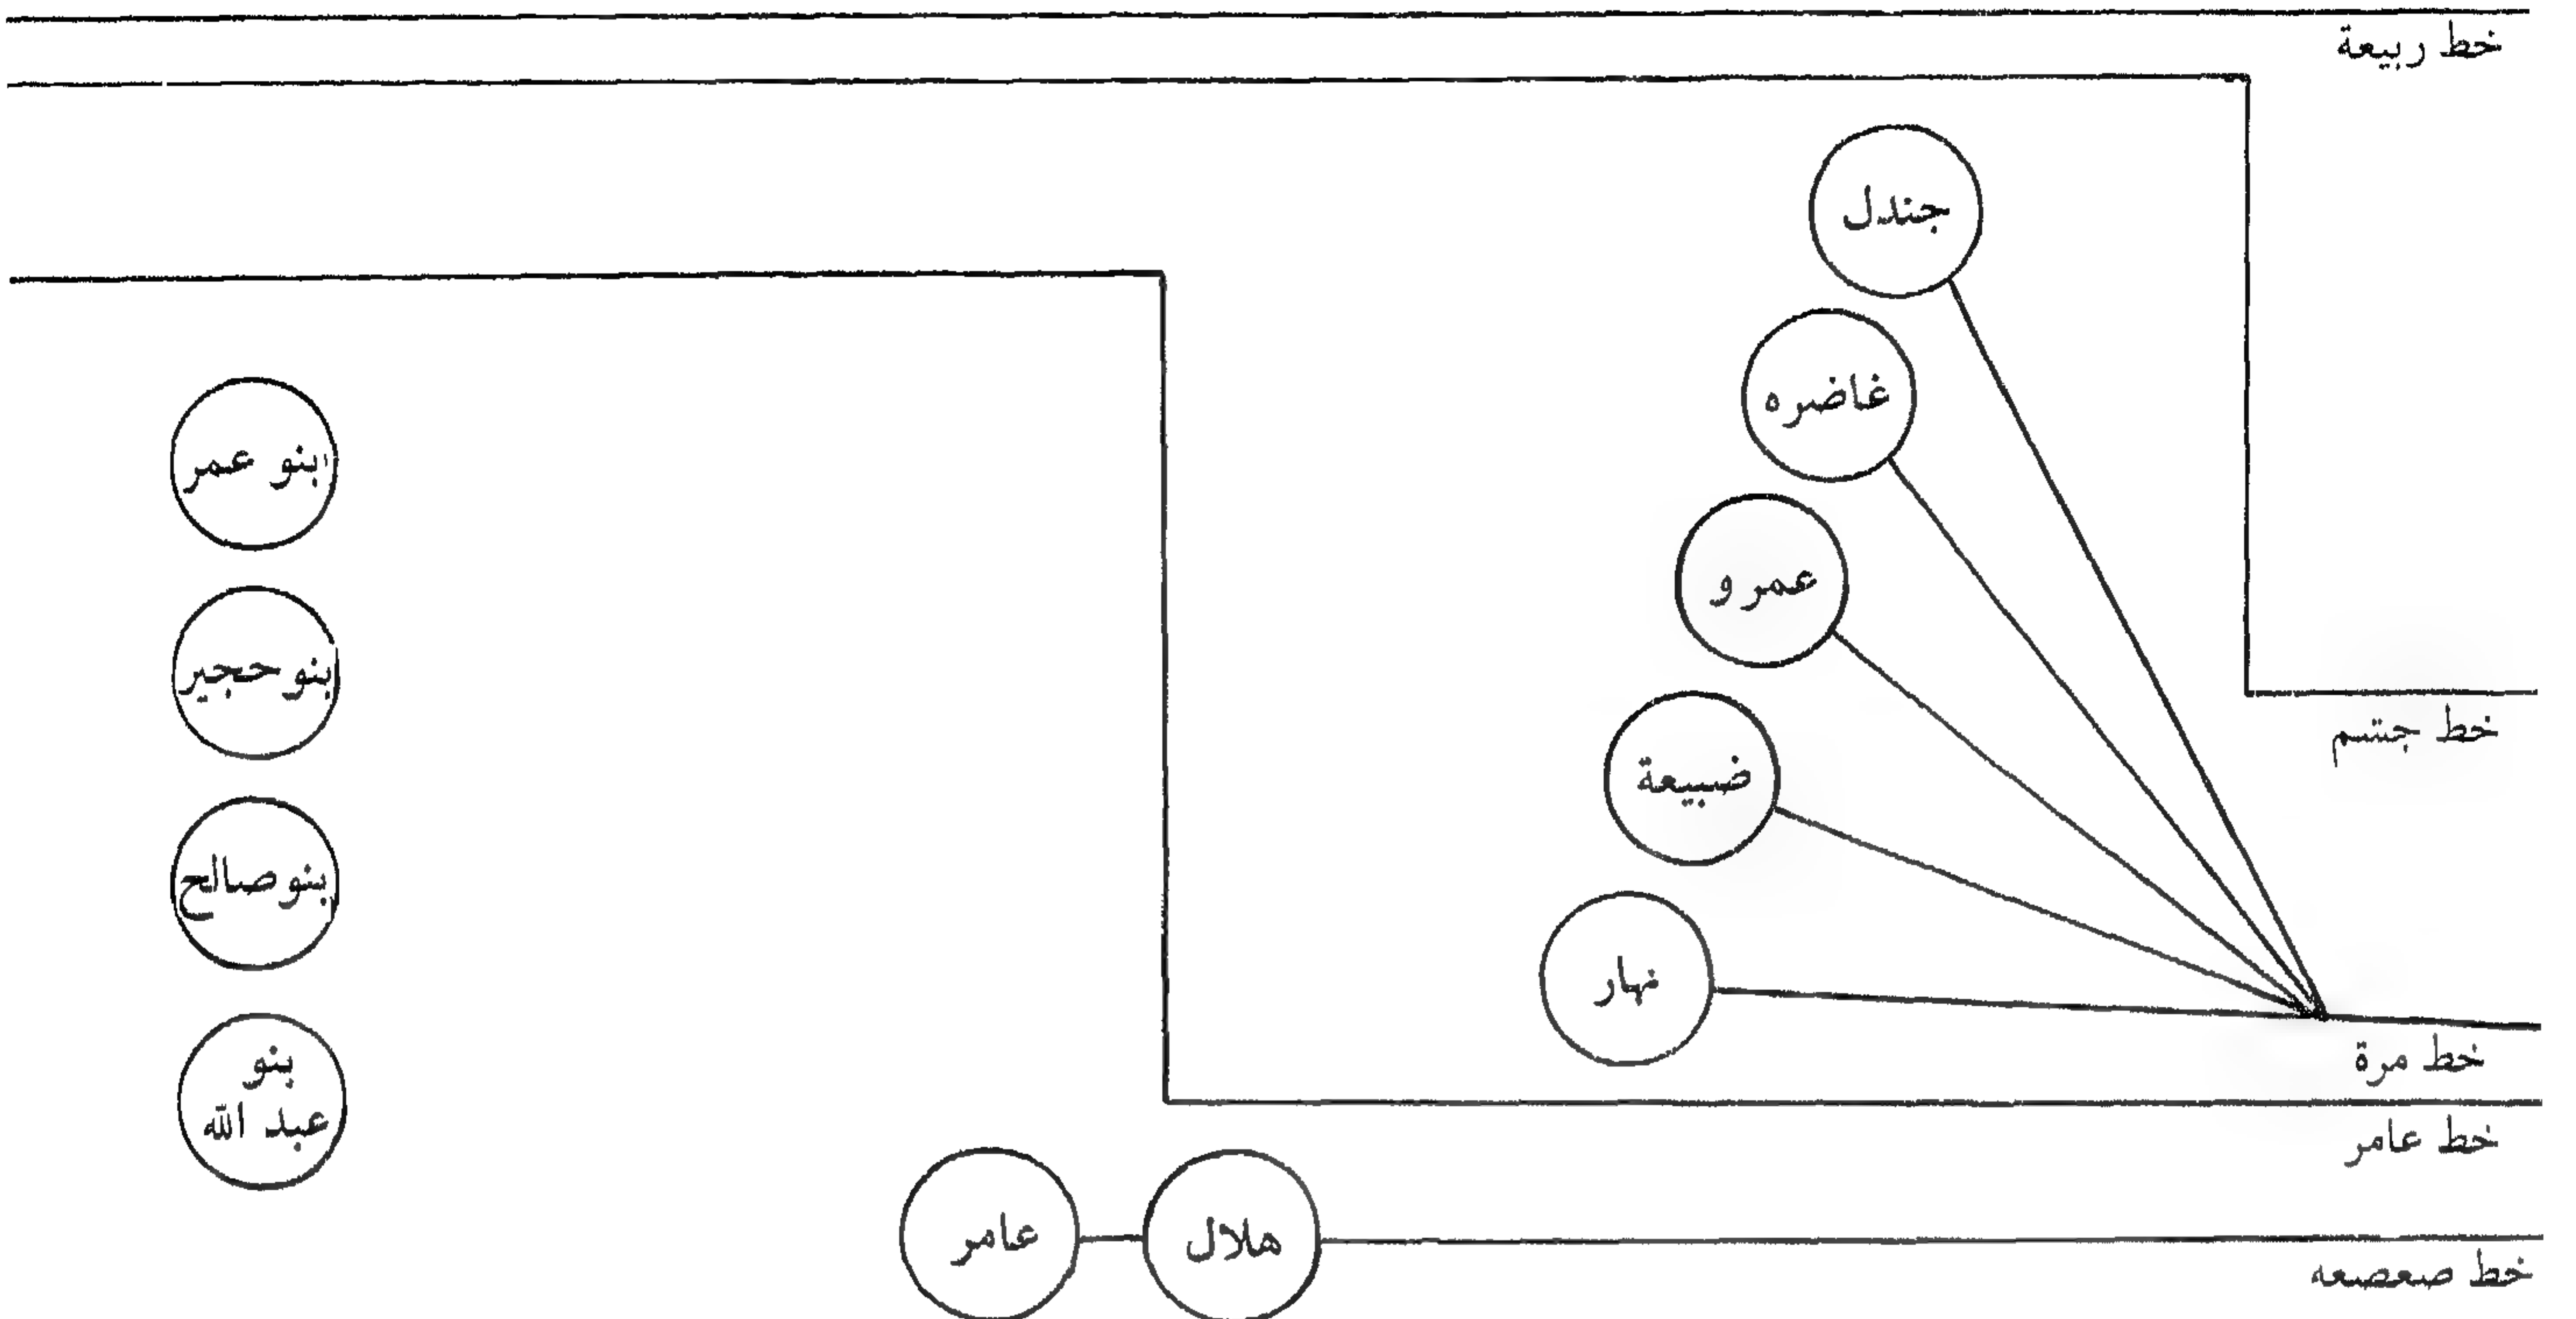 خط ربيعة
جندل
غاضره
عمرو
ضبيعة
نهار
خط جشم
خط مرة
خط عامر
هلال
عامر
خط صعصعه
بنو عمر
بنو حجير
بنو صالح
بنو
عبد الله